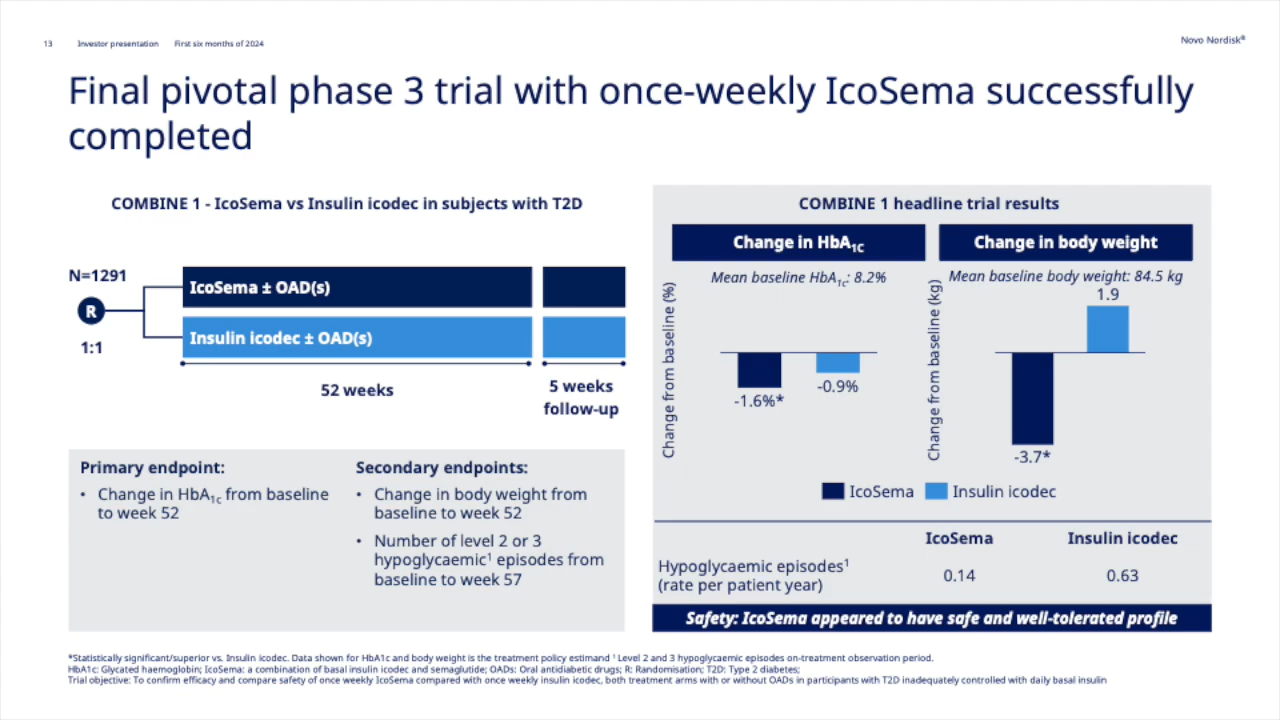 13 Investor presentation First six months of 2024
Novo Nordisk®
Final pivotal phase 3 trial with once-weekly IcoSema successfully
completed
COMBINE 1 - IcoSema vs Insulin icodec in subjects with T2D
N=1291
R
1:1
IcoSema ± OAD(s)
Insulin icodec ± OAD(s)
52 weeks
5 weeks
follow-up
Primary endpoint:
• Change in HbA1c from baseline
to week 52
Secondary endpoints:
• Change in body weight from
baseline to week 52
• Number of level 2 or 3
hypoglycaemic¹ episodes from
baseline to week 57
COMBINE 1 headline trial results
Change in HbA1C
Mean baseline HbA1c: 8.2%
Change from baseline (%)
-1.6%*
-0.9%
Change in body weight
Mean baseline body weight: 84.5 kg
Change from baseline (kg)
1.9
-3.7*
IcoSema
Insulin icodec
IcoSema Insulin icodec
Hypoglycaemic episodes¹
(rate per patient year)
0.14 0.63
Safety: IcoSema appeared to have safe and well-tolerated profile
*Statistically significant/superior vs. Insulin icodec. Data shown for HbA1c and body weight is the treatment policy estimand ¹ Level 2 and 3 hypoglycaemic episodes on-treatment observation period.
HbA1c: Glycated haemoglobin; IcoSema: a combination of basal insulin icodec and semaglutide; OADs: Oral antidiabetic drugs; R: Randomisation; T2D: Type 2 diabetes;
Trial objective: To confirm efficacy and compare safety of once weekly IcoSema compared with once weekly insulin icodec, both treatment arms with or without OADs in participants with T2D inadequately controlled with daily basal insulin